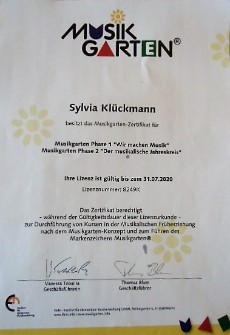 MUSIK
GARTEN®
Sylvia Klückmann
besitzt das Musikgarten-Zertifikat für
Musikgarten Phase 1 "Wir machen Musik"
Musikgarten Phase 2 "Der musikalische Jahreskreis"
Ihre Lizenz ist gültig bis zum 31.07.2020
Lizenznummer: 8249K
Das Zertifikat berechtigt
- während der Gültigkeitsdauer dieser Lizenzurkunde -
zur Durchführung von Kursen in der Musikalischen Früherziehung
nach dem Musikgarten-Konzept und zum Führen des
Markenzeichens Musikgarten®.
Thomas
Geschäftsführerin
Geschäftsführer